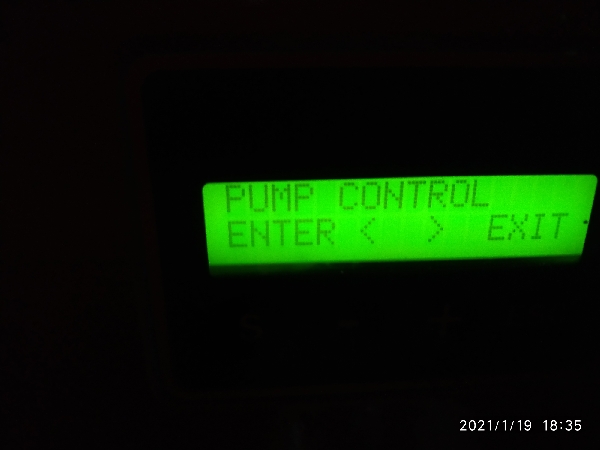 PUMP CONTROL
ENTER < > EXIT
- +
2021/1/19 18:35